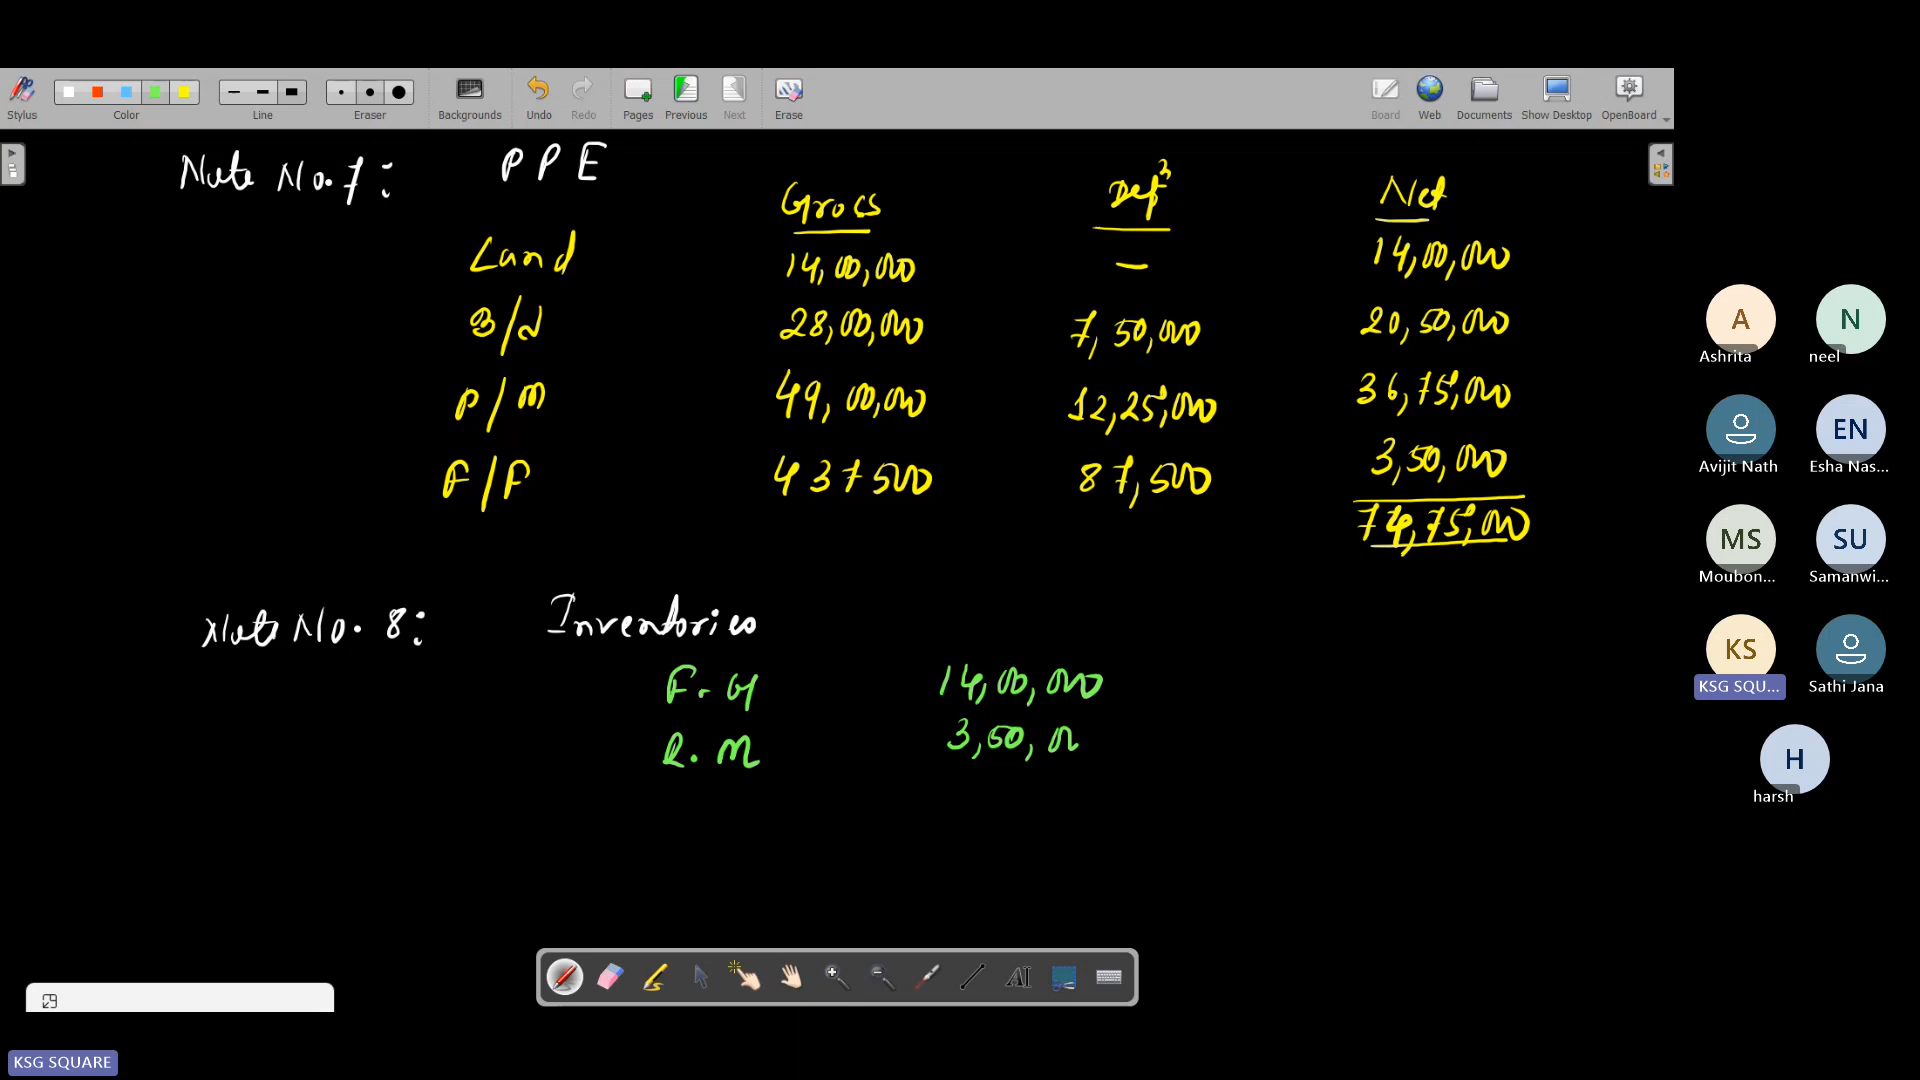 Stylus Color Line Eraser Backgrounds Undo Redo Pages Previous Next Erase Board Web Documents Show Desktop OpenBoard
Note No. 7: PPE
Gross Depⁿ Net
Land 14,00,000 — 14,00,000
B/d 28,00,000 7,50,000 20,50,000
P/M 49,00,000 12,25,000 36,75,000
F/F 437500 87,500 3,50,000
74,75,000
Note No. 8: Inventories
F.G 14,00,000
R.M 3,50,0
A N
Ashrita neel
EN
Avijit Nath Esha Nas...
MS SU
Moubon... Samanwi...
KS
KSG SQU... Sathi Jana
H
harsh
AI
KSG SQUARE